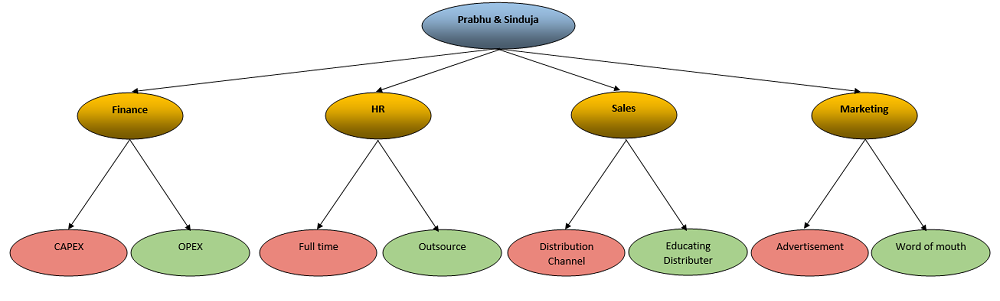 Prabhu & Sinduja
Finance
HR
Sales
Marketing
CAPEX
OPEX
Full time
Outsource
Distribution
Channel
Educating
Distributer
Advertisement
Word of mouth